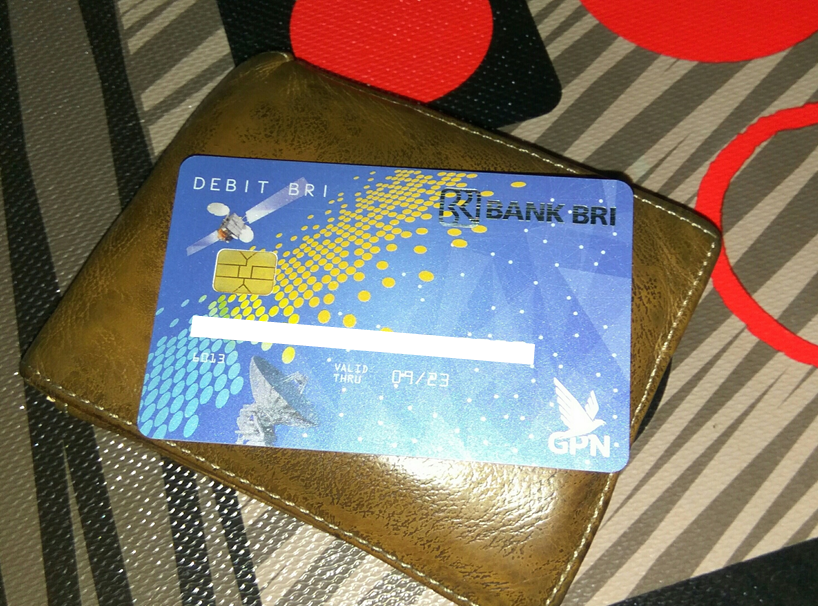 DEBIT BRI
BANK BRI
6013
VALID
THRU
09/23
GPN